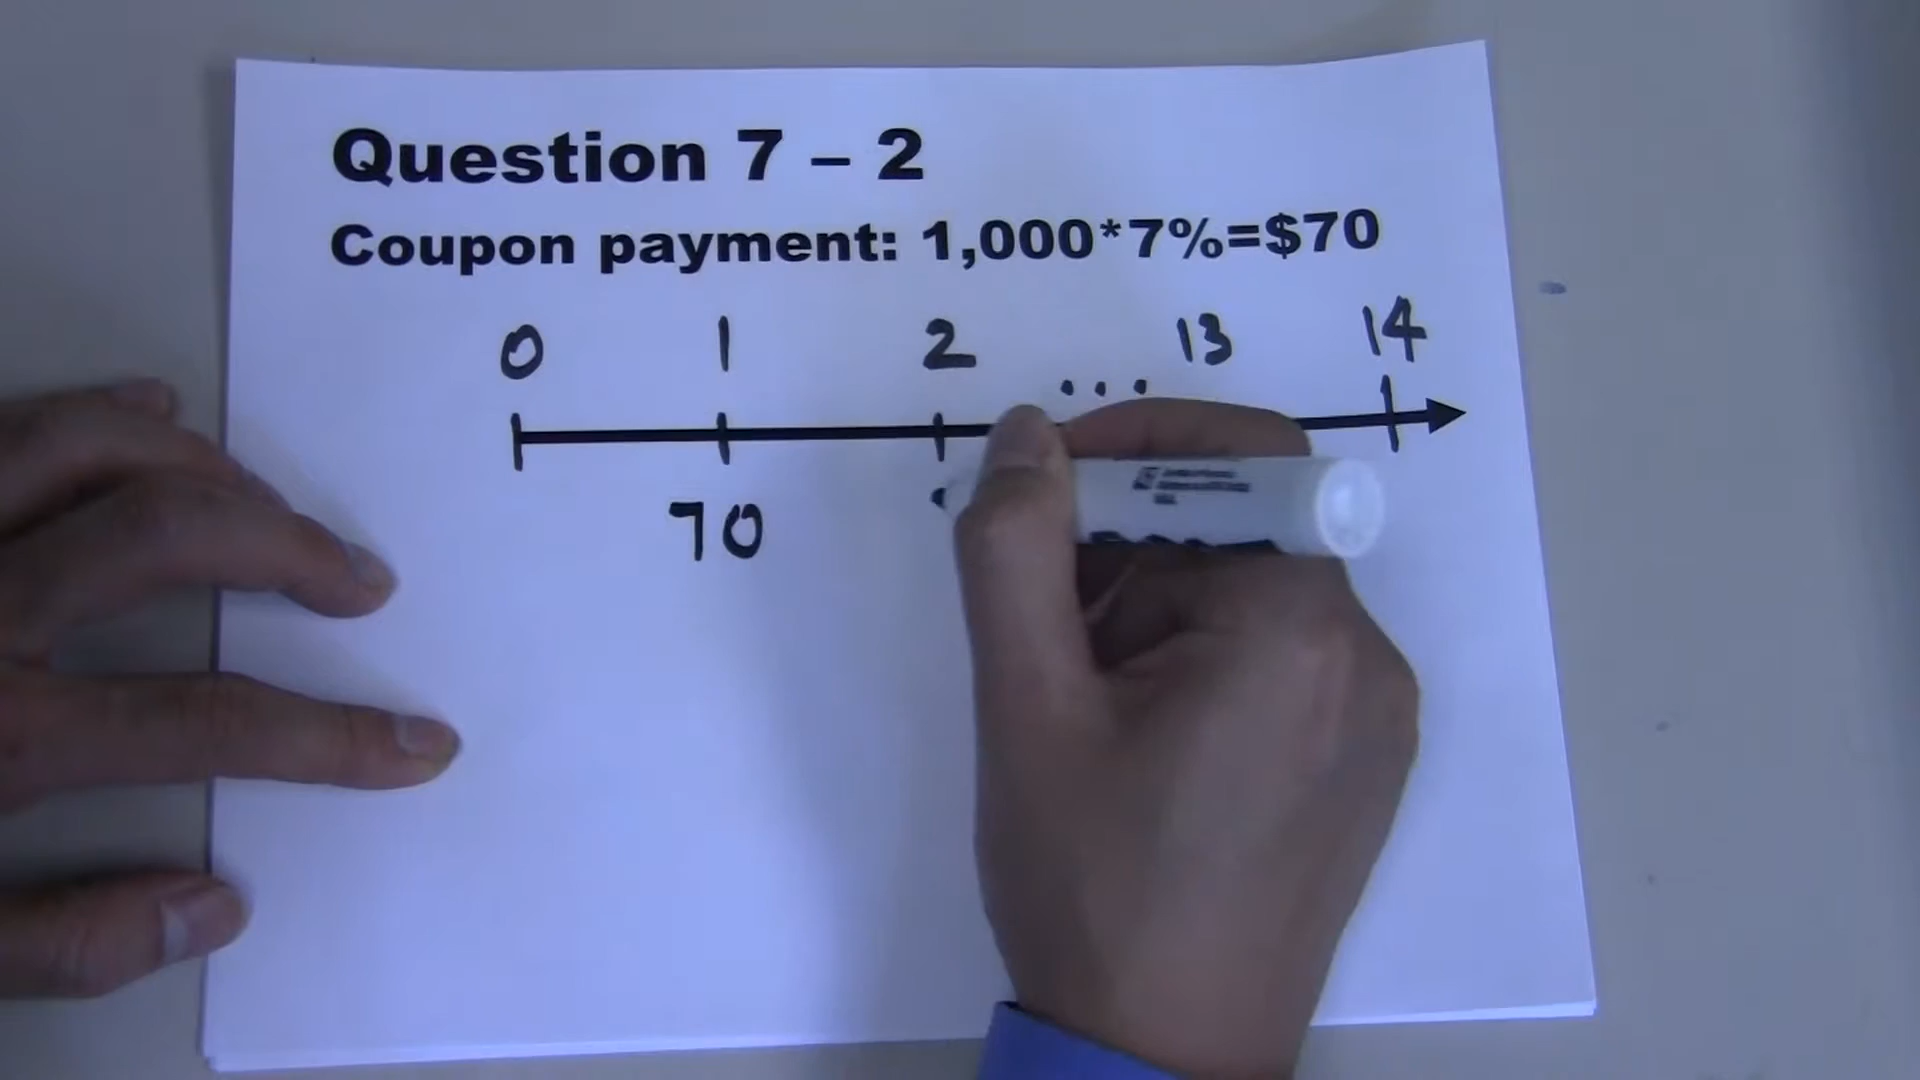 Question 7 – 2
Coupon payment: 1,000*7%=$70
0 1 2 ... 13 14
70